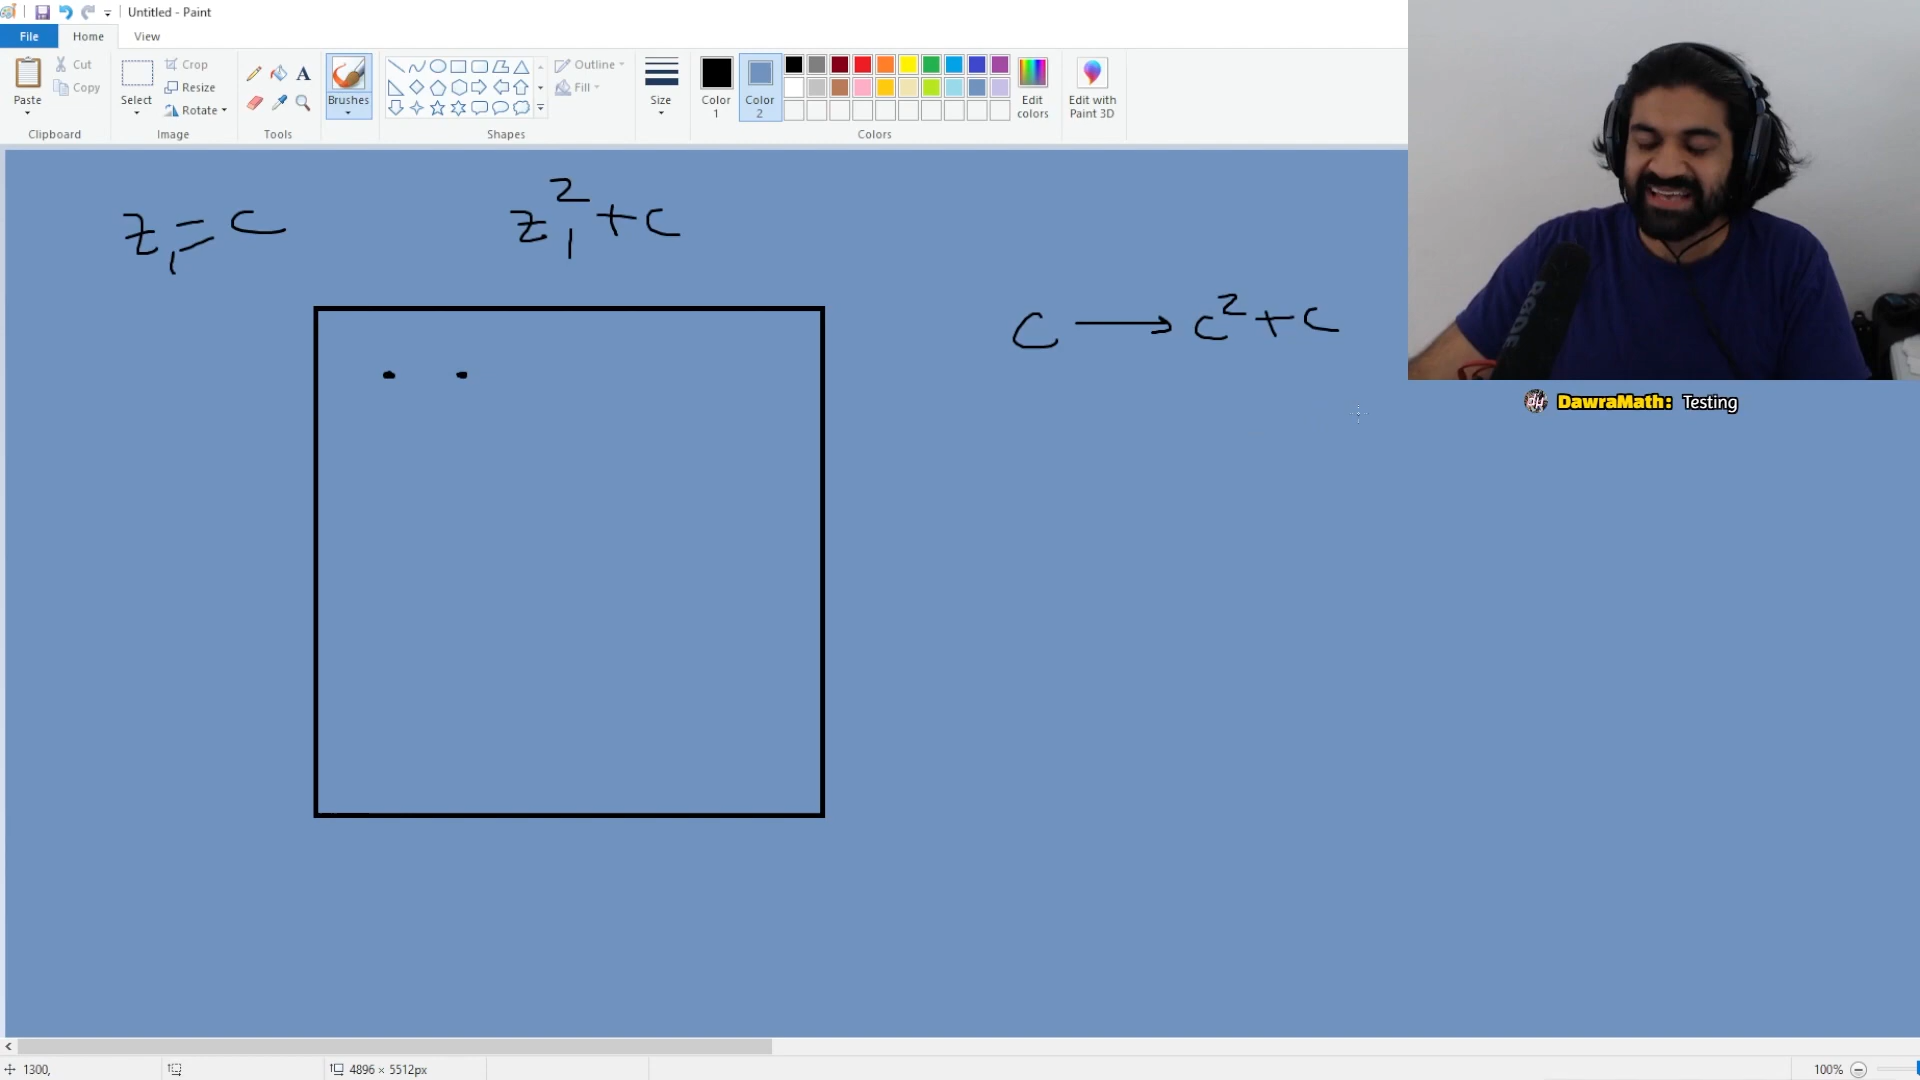 Untitled - Paint
File Home View
Paste Cut Copy Clipboard
Select Crop Resize Rotate Image
A Tools
Brushes
Outline Fill Shapes
Size
Color 1 Color 2 Edit colors Colors
Edit with Paint 3D
z₁ = c
z₁² + c
c → c² + c
RØDE
DawraMath: Testing
1300,
4896 × 5512px
100%